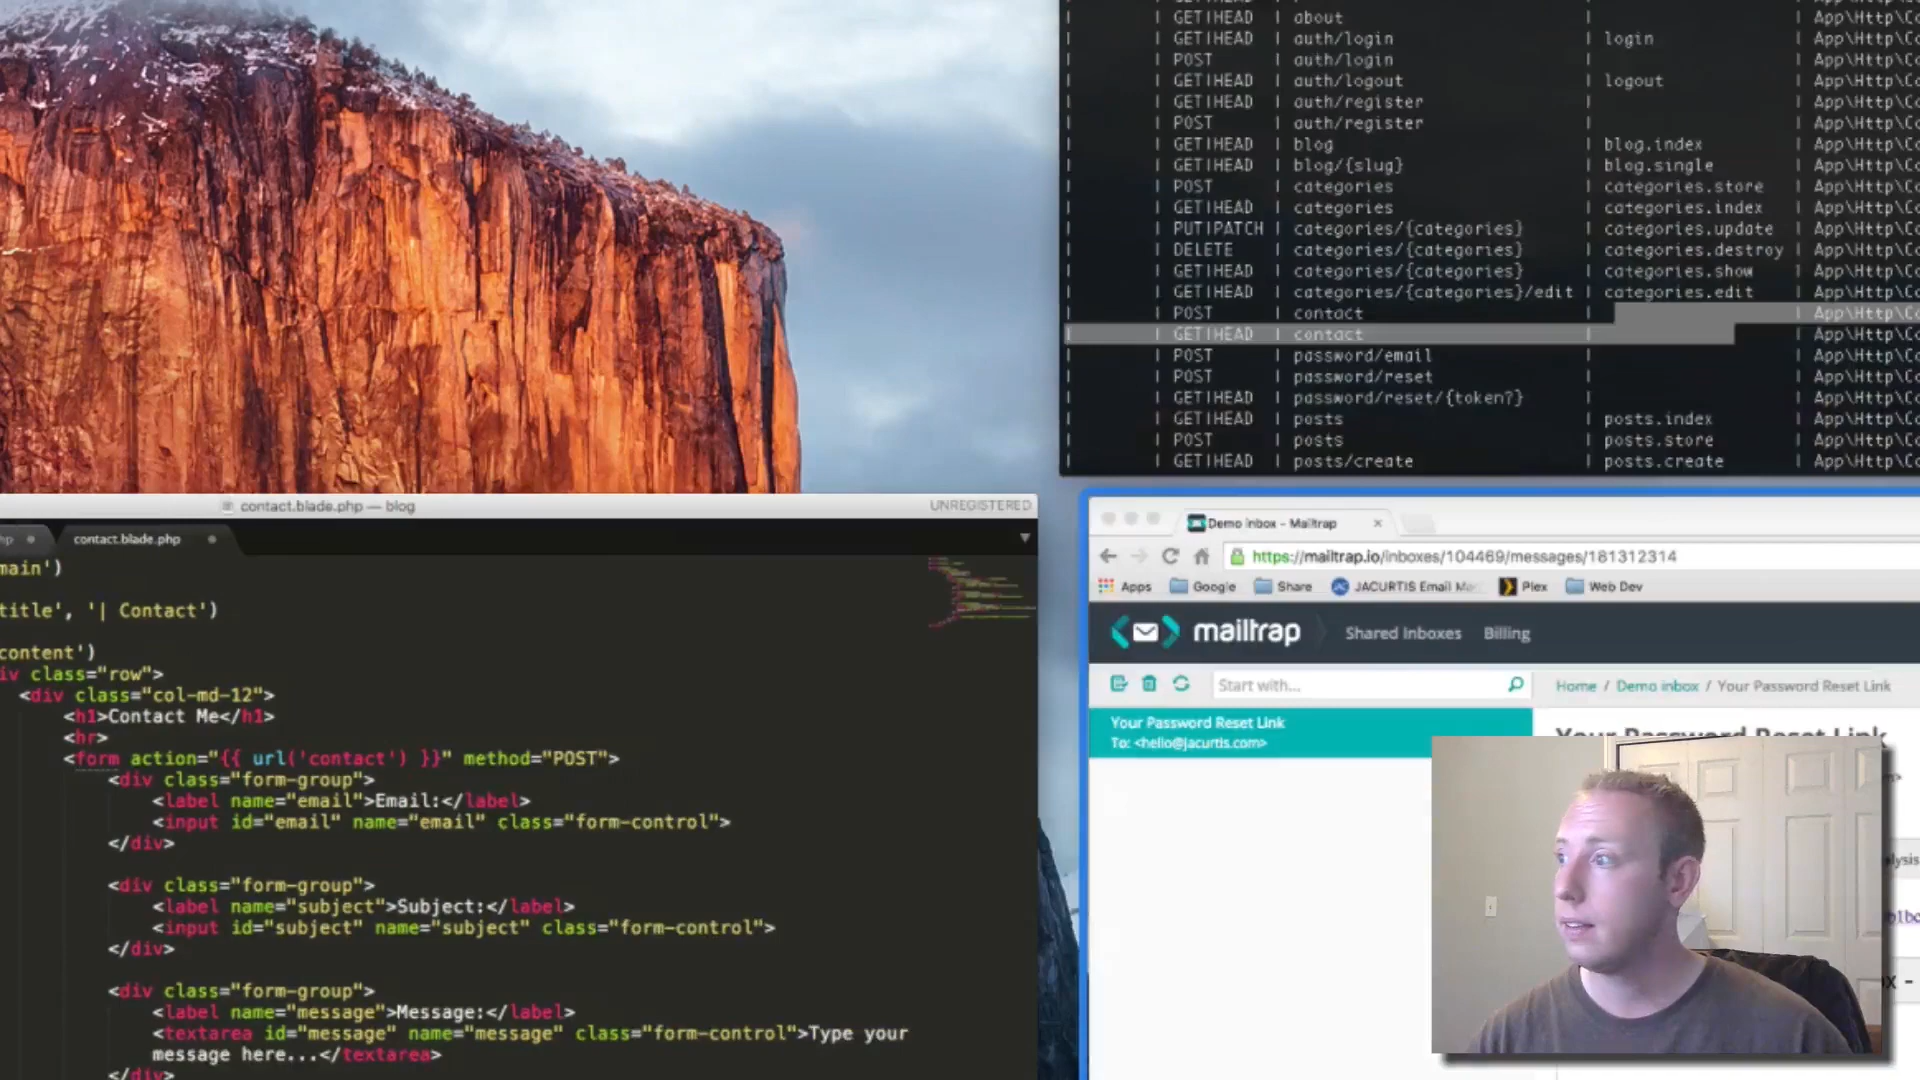 | GET|HEAD | about | | App\Http\Co
| GET|HEAD | auth/login | login | App\Http\Co
| POST | auth/login | | App\Http\Co
| GET|HEAD | auth/logout | logout | App\Http\Co
| GET|HEAD | auth/register | | App\Http\Co
| POST | auth/register | | App\Http\Co
| GET|HEAD | blog | blog.index | App\Http\Co
| GET|HEAD | blog/{slug} | blog.single | App\Http\Co
| POST | categories | categories.store | App\Http\Co
| GET|HEAD | categories | categories.index | App\Http\Co
| PUT|PATCH | categories/{categories} | categories.update | App\Http\Co
| DELETE | categories/{categories} | categories.destroy | App\Http\Co
| GET|HEAD | categories/{categories} | categories.show | App\Http\Co
| GET|HEAD | categories/{categories}/edit | categories.edit | App\Http\Co
| POST | contact | | App\Http\Co
| GET|HEAD | contact | | App\Http\Co
| POST | password/email | | App\Http\Co
| POST | password/reset | | App\Http\Co
| GET|HEAD | password/reset/{token?} | | App\Http\Co
| GET|HEAD | posts | posts.index | App\Http\Co
| POST | posts | posts.store | App\Http\Co
| GET|HEAD | posts/create | posts.create | App\Http\Co
contact.blade.php — blog
UNREGISTERED
hp
contact.blade.php
main')
title', '| Contact')
content')
iv class="row">
<div class="col-md-12">
<h1>Contact Me</h1>
<hr>
<form action="{{ url('contact') }}" method="POST">
<div class="form-group">
<label name="email">Email:</label>
<input id="email" name="email" class="form-control">
</div>
<div class="form-group">
<label name="subject">Subject:</label>
<input id="subject" name="subject" class="form-control">
</div>
<div class="form-group">
<label name="message">Message:</label>
<textarea id="message" name="message" class="form-control">Type your
message here...</textarea>
</div>
Demo inbox - Mailtrap
https://mailtrap.io/inboxes/104469/messages/181312314
Apps Google Share JACURTIS Email Ma Plex Web Dev
mailtrap Shared Inboxes Billing
Start with...
Home / Demo inbox / Your Password Reset Link
Your Password Reset Link
To: <hello@jacurtis.com>
Your Password Reset Link
alysis